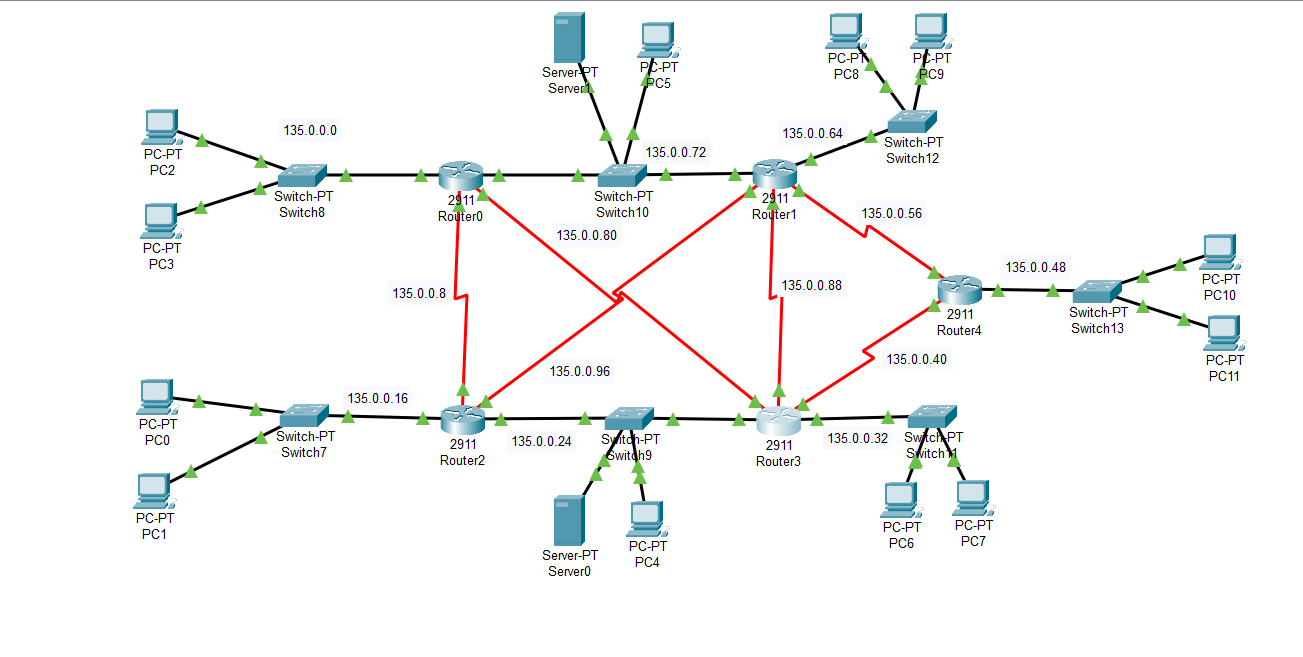 Server-PT
Server1
PC-PT
PC5
PC-PT
PC8
PC-PT
PC9
135.0.0.0
PC-PT
PC2
135.0.0.72
135.0.0.64
Switch-PT
Switch12
Switch-PT
Switch8
2911
Router0
Switch-PT
Switch10
2911
Router1
135.0.0.56
PC-PT
PC3
135.0.0.80
135.0.0.48
PC-PT
PC10
135.0.0.8
135.0.0.88
2911
Router4
Switch-PT
Switch13
135.0.0.40
PC-PT
PC11
135.0.0.96
135.0.0.16
PC-PT
PC0
Switch-PT
Switch7
2911
Router2
135.0.0.24
Switch-PT
Switch9
2911
Router3
135.0.0.32
Switch-PT
Switch11
PC-PT
PC1
Server-PT
Server0
PC-PT
PC4
PC-PT
PC6
PC-PT
PC7